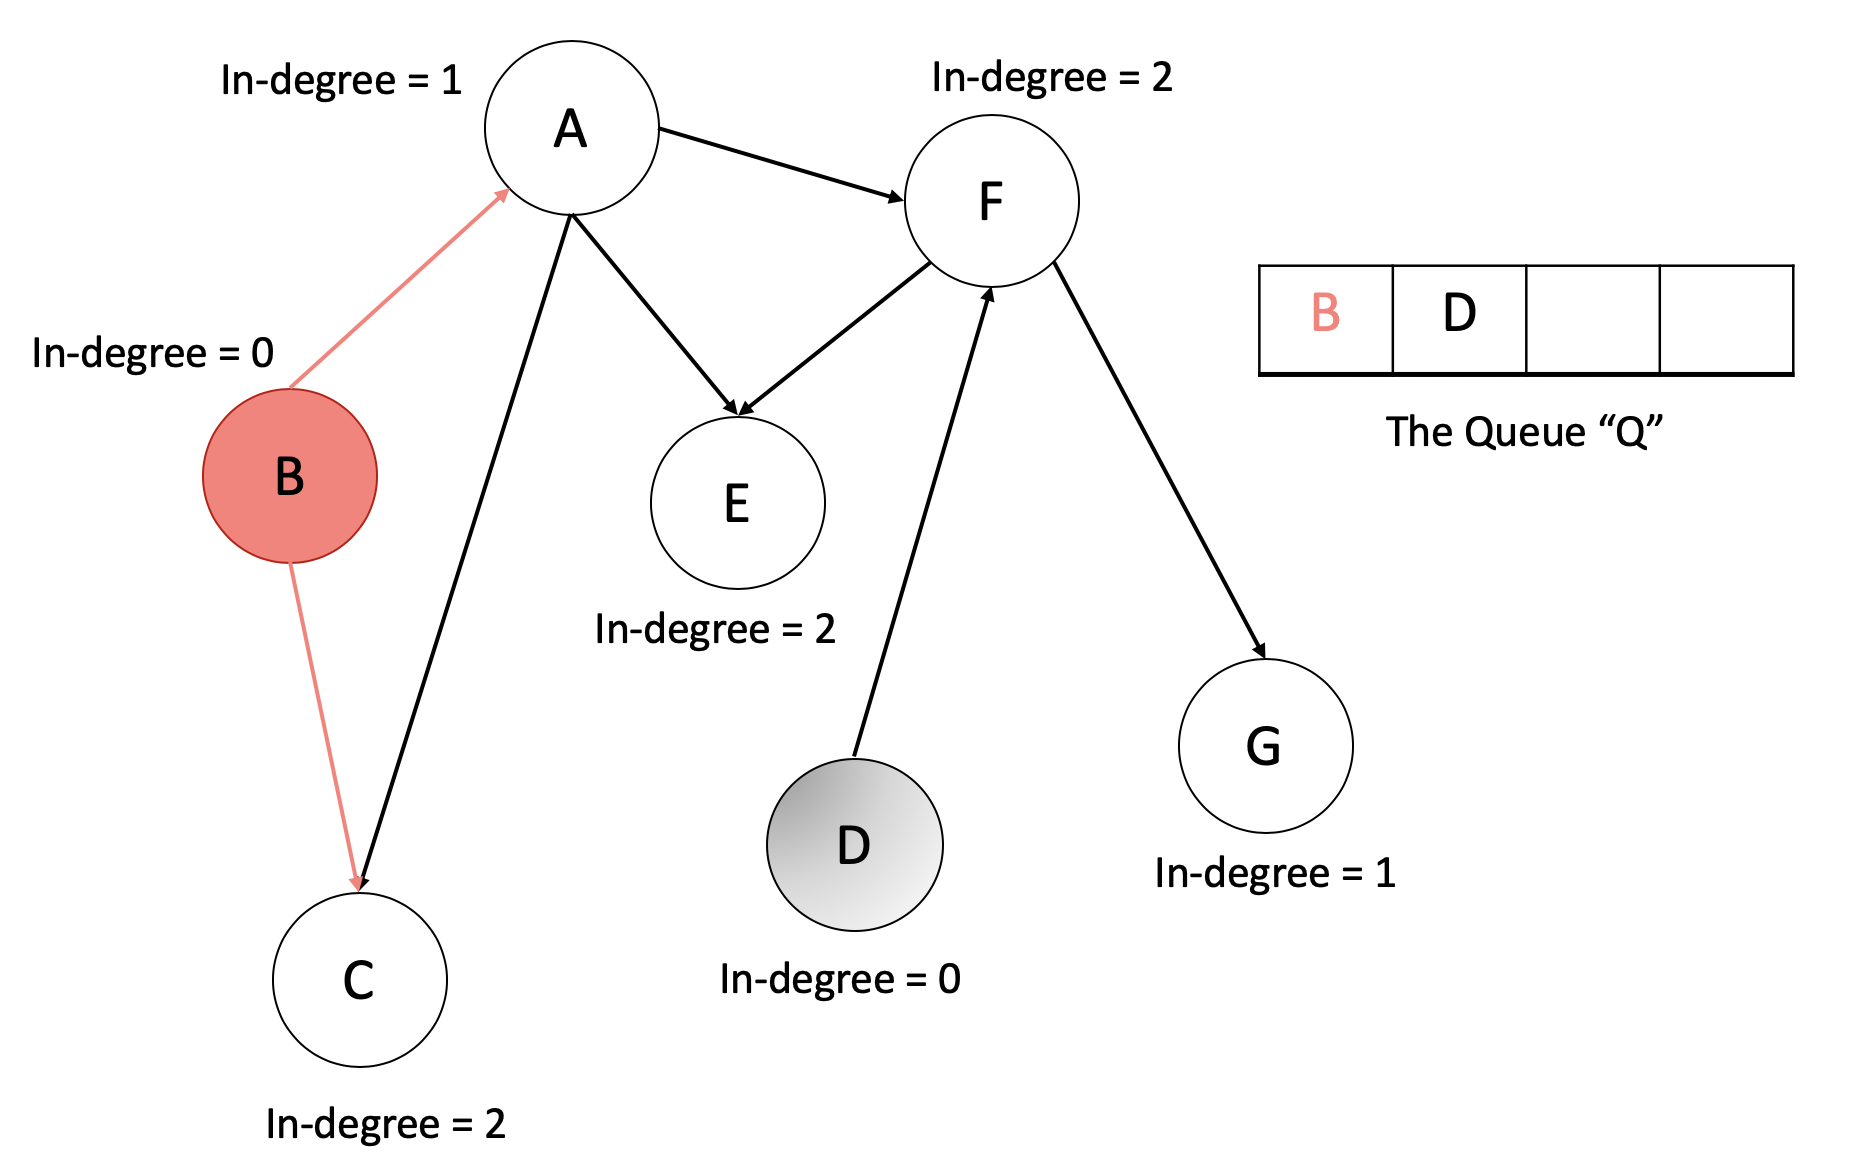 In-degree = 1
A
In-degree = 2
F
B D
The Queue “Q”
In-degree = 0
B
E
In-degree = 2
G
In-degree = 1
D
In-degree = 0
C
In-degree = 2